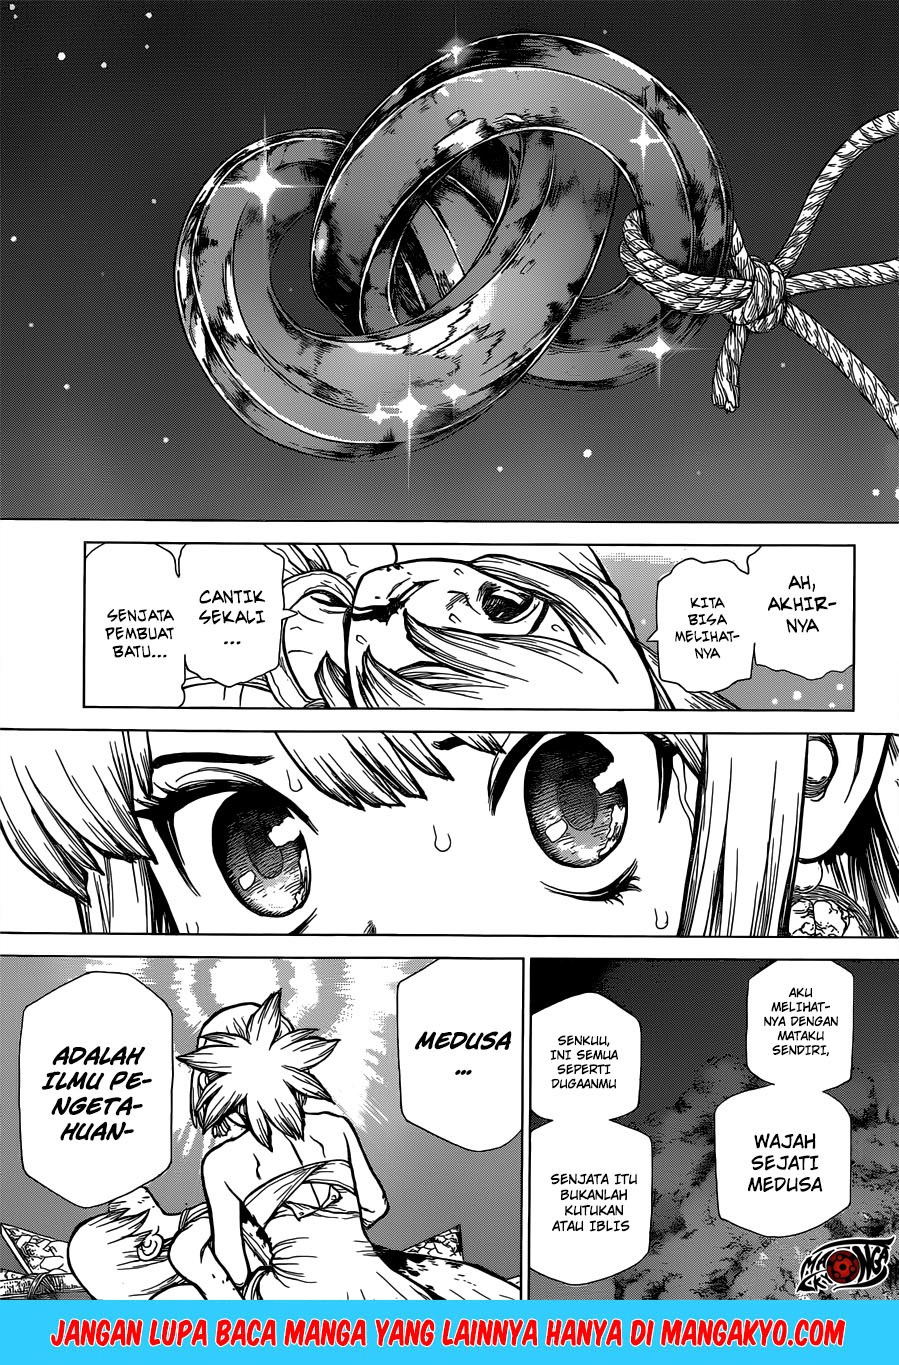 AH,
AKHIR-
NYA
KITA
BISA
MELIHAT-
NYA
CANTIK
SEKALI
...
SENJATA
PEMBUAT
BATU...
AKU
MELIHAT-
NYA DENGAN
MATAKU
SENDIRI,
WAJAH
SEJATI
MEDUSA
SENKUU,
INI SEMUA
SEPERTI
DUGAANMU
SENJATA ITU
BUKANLAH
KUTUKAN
ATAU IBLIS
MEDUSA
...
ADALAH
ILMU PE-
NGETA-
HUAN-
JANGAN LUPA BACA MANGA YANG LAINNYA HANYA DI MANGAKYO.COM